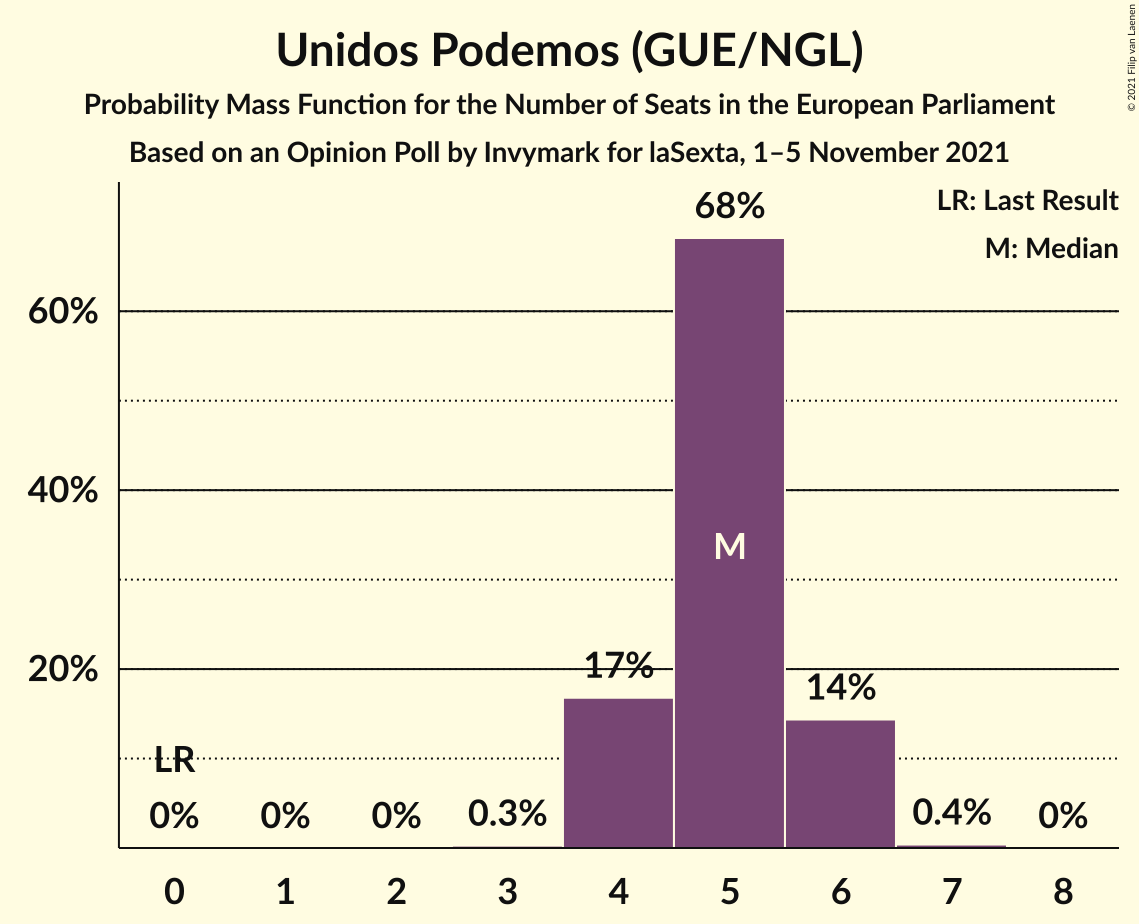 Unidos Podemos (GUE/NGL)
Probability Mass Function for the Number of Seats in the European Parliament
Based on an Opinion Poll by Invymark for laSexta, 1–5 November 2021
© 2021 Filip van Laenen
LR: Last Result
M: Median
68%
60%
40%
M
20%
17%
14%
LR
0%
0%
0%
0.3%
0.4%
0%
0 1 2 3 4 5 6 7 8